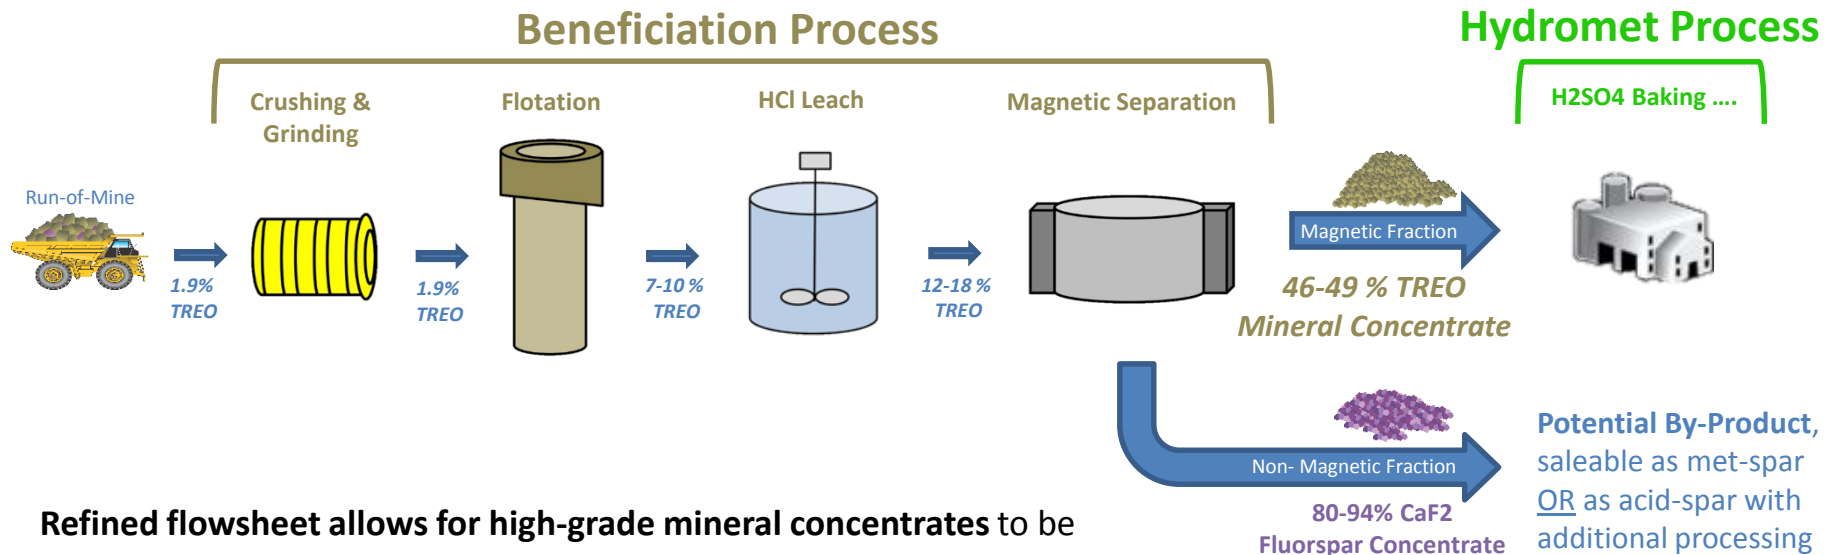 Beneficiation Process
Hydromet Process
Crushing &
Grinding
Flotation
HCl Leach
Magnetic Separation
H2SO4 Baking ....
Run-of-Mine
1.9%
TREO
1.9%
TREO
7-10 %
TREO
12-18 %
TREO
Magnetic Fraction
46-49 % TREO
Mineral Concentrate
Non- Magnetic Fraction
80-94% CaF2
Fluorspar Concentrate
Potential By-Product,
saleable as met-spar
OR as acid-spar with
additional processing
Refined flowsheet allows for high-grade mineral concentrates to be